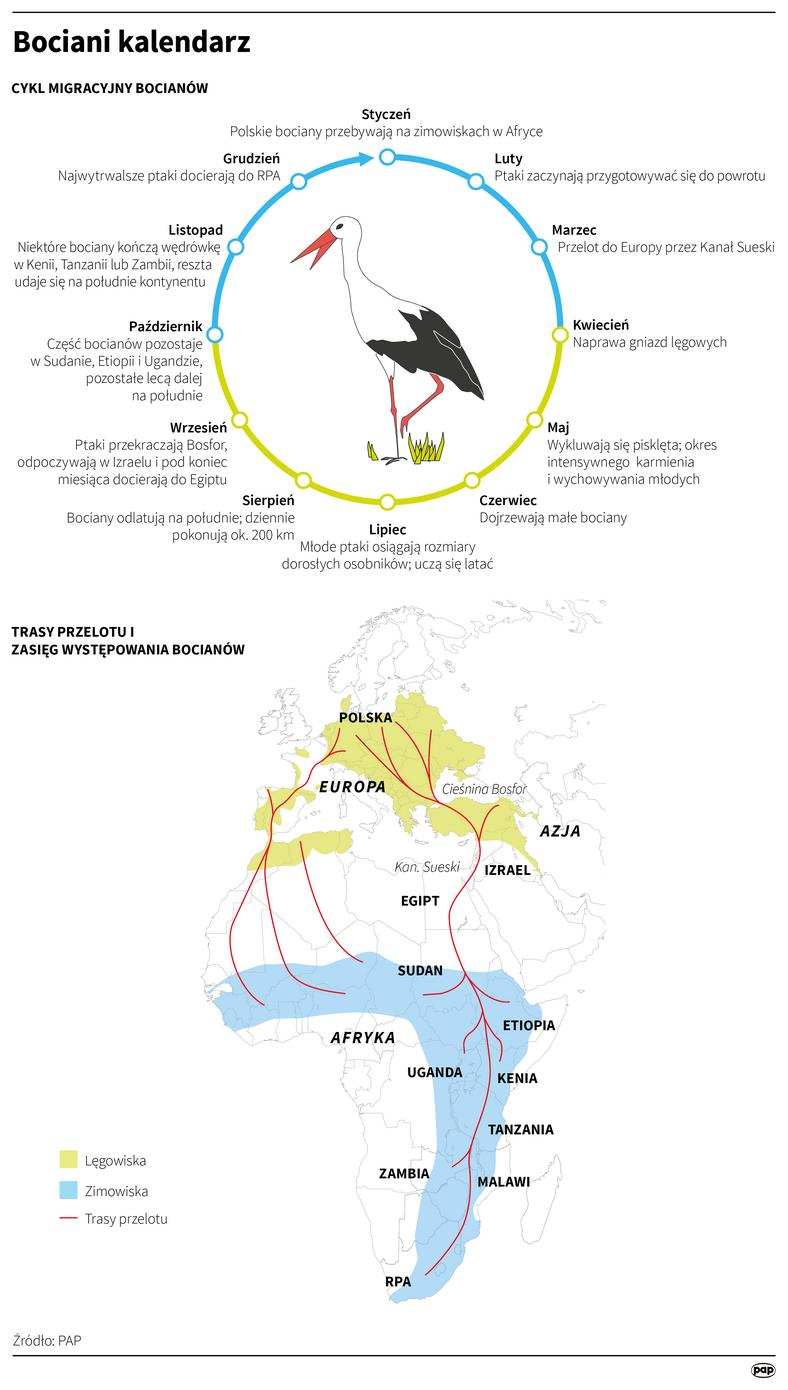 Bociani kalendarz
CYKL MIGRACYJNY BOCIANÓW
Styczeń
Polskie bociany przebywają na zimowiskach w Afryce
Luty
Ptaki zaczynają przygotowywać się do powrotu
Marzec
Przelot do Europy przez Kanał Sueski
Kwiecień
Naprawa gniazd lęgowych
Maj
Wykluwają się pisklęta; okres
intensywnego karmienia
i wychowywania młodych
Czerwiec
Dojrzewają małe bociany
Lipiec
Młode ptaki osiągają rozmiary
dorosłych osobników; uczą się latać
Sierpień
Bociany odlatują na południe; dziennie
pokonują ok. 200 km
Wrzesień
Ptaki przekraczają Bosfor,
odpoczywają w Izraelu i pod koniec
miesiąca docierają do Egiptu
Październik
Część bocianów pozostaje
w Sudanie, Etiopii i Ugandzie,
pozostałe lecą dalej
na południe
Listopad
Niektóre bociany kończą wędrówkę
w Kenii, Tanzanii lub Zambii, reszta
udaje się na południe kontynentu
Grudzień
Najwytrwalsze ptaki docierają do RPA
TRASY PRZELOTU I
ZASIĘG WYSTĘPOWANIA BOCIANÓW
POLSKA
EUROPA
Cieśnina Bosfor
AZJA
Kan. Sueski
IZRAEL
EGIPT
SUDAN
ETIOPIA
AFRYKA
UGANDA
KENIA
TANZANIA
ZAMBIA
MALAWI
RPA
Lęgowiska
Zimowiska
Trasy przelotu
Źródło: PAP
pap